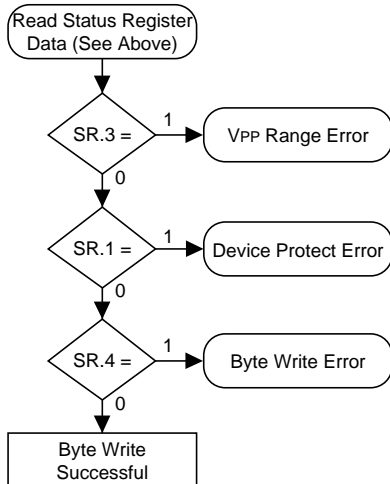 Read Status Register
Data (See Above)
SR.3 =
1
VPP Range Error
0
SR.1 =
1
Device Protect Error
0
SR.4 =
1
Byte Write Error
0
Byte Write
Successful